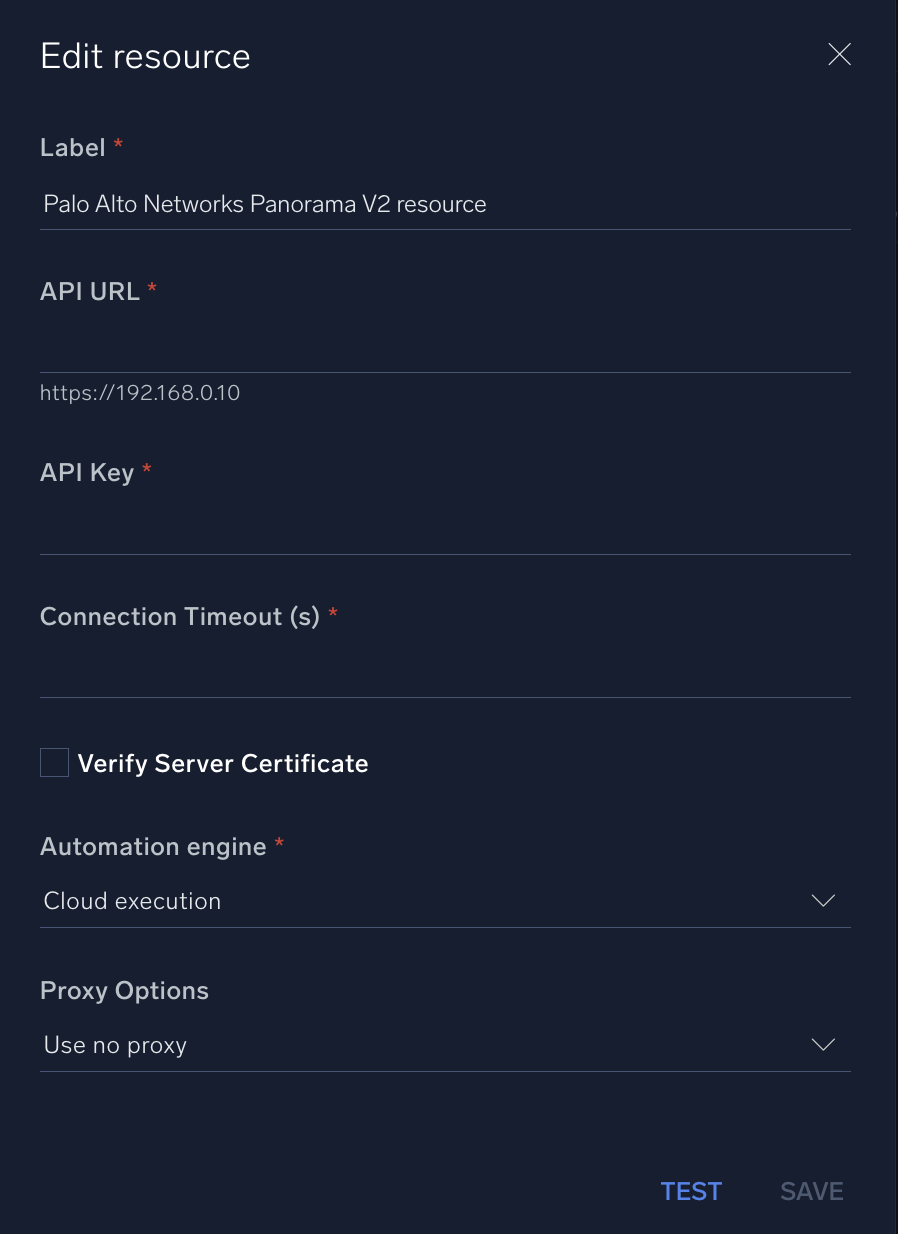 Edit resource
Label *
Palo Alto Networks Panorama V2 resource
API URL *
https://192.168.0.10
API Key *
Connection Timeout (s) *
Verify Server Certificate
Automation engine *
Cloud execution
Proxy Options
Use no proxy
TEST SAVE